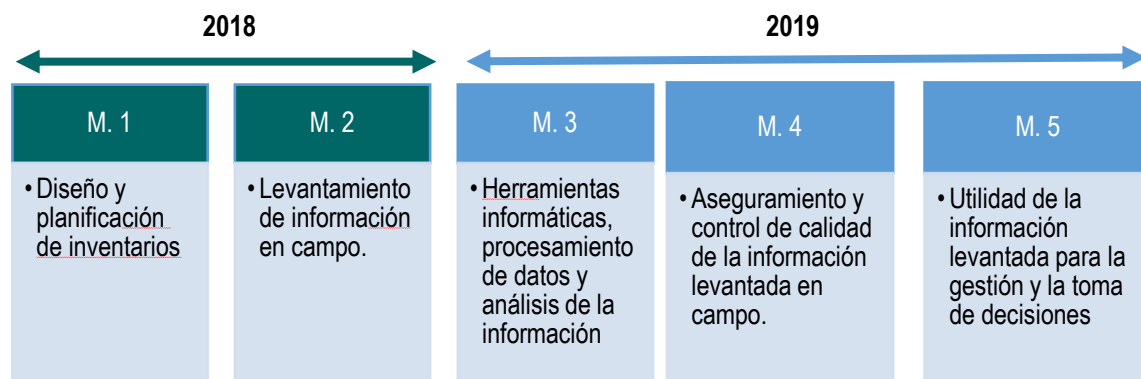 2018
2019
M. 1
M. 2
M. 3
M. 4
M. 5
• Diseño y
planificación
de inventarios
• Levantamiento
de información
en campo.
• Herramientas
informáticas,
procesamiento
de datos y
análisis de la
información
• Aseguramiento y
control de calidad
de la información
levantada en
campo.
• Utilidad de la
información
levantada para la
gestión y la toma
de decisiones